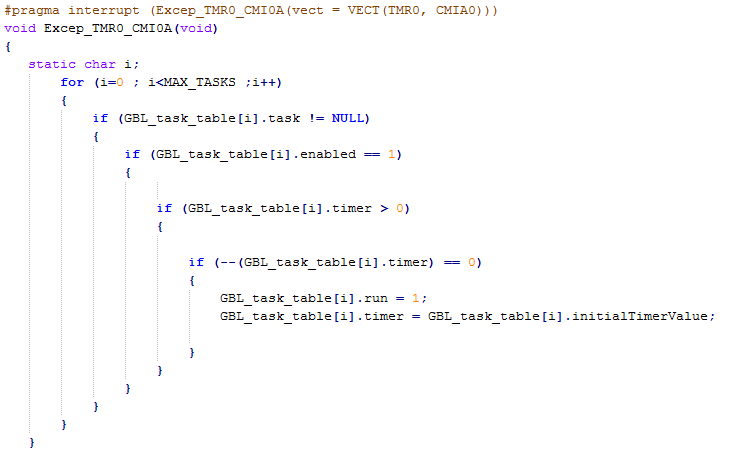 #pragma interrupt (Excep_TMR0_CMI0A(vect = VECT(TMR0, CMIA0)))
void Excep_TMR0_CMI0A(void)
{
static char i;
for (i=0 ; i<MAX_TASKS ;i++)
{
if (GBL_task_table[i].task != NULL)
{
if (GBL_task_table[i].enabled == 1)
{
if (GBL_task_table[i].timer > 0)
{
if (--(GBL_task_table[i].timer) == 0)
{
GBL_task_table[i].run = 1;
GBL_task_table[i].timer = GBL_task_table[i].initialTimerValue;
}
}
}
}
}
}